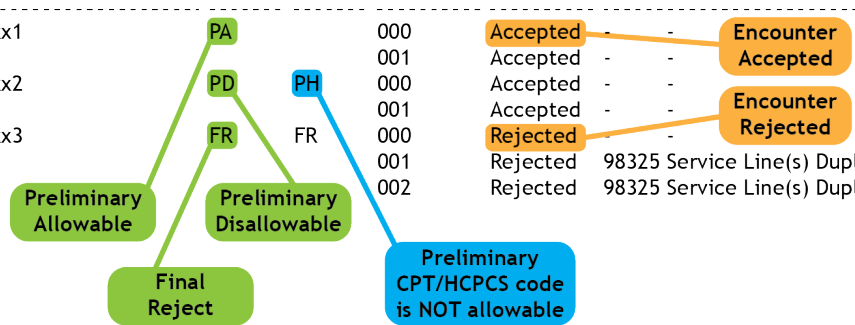 x1 PA 000 Accepted - - Encounter Accepted
001 Accepted - -
x2 PD PH 000 Accepted - -
001 Accepted - - Encounter Rejected
x3 FR FR 000 Rejected - -
001 Rejected 98325 Service Line(s) Dupl
002 Rejected 98325 Service Line(s) Dupl
Preliminary
Allowable
Preliminary
Disallowable
Final
Reject
Preliminary
CPT/HCPCS code
is NOT allowable